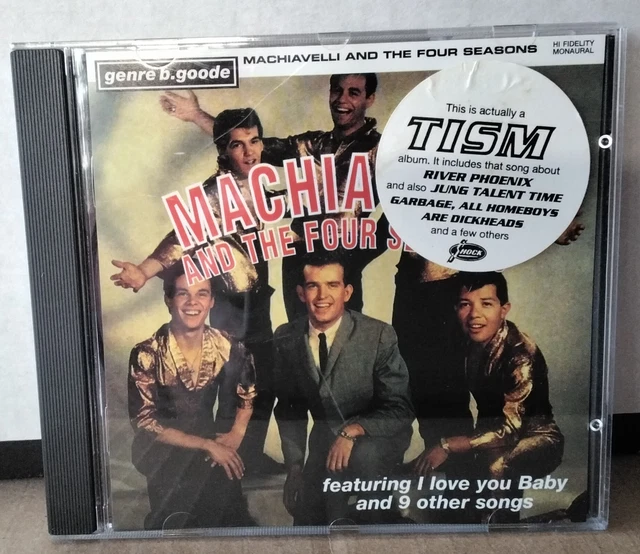 genre b.goode
MACHIAVELLI AND THE FOUR SEASONS
HI FIDELITY
MONAURAL
This is actually a
TISM
album. It includes that song about
RIVER PHOENIX
and also JUNG TALENT TIME
GARBAGE, ALL HOMEBOYS
ARE DICKHEADS
and a few others
SHOCK
MACHIA
AND THE FOUR SE
featuring I love you Baby
and 9 other songs